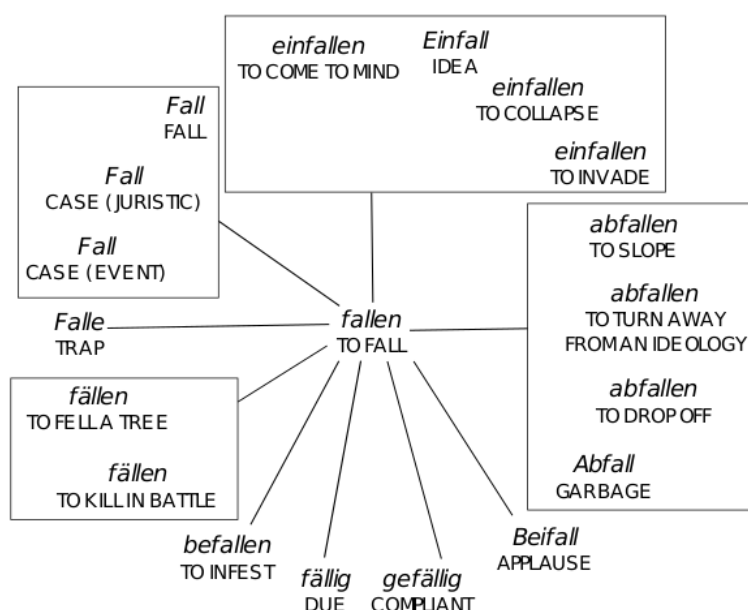 einfallen
TO COME TO MIND
Einfall
IDEA
einfallen
TO COLLAPSE
einfallen
TO INVADE
Fall
FALL
Fall
CASE (JURISTIC)
Fall
CASE (EVENT)
abfallen
TO SLOPE
abfallen
TO TURN AWAY
FROM AN IDEOLOGY
abfallen
TO DROP OFF
Abfall
GARBAGE
Falle
TRAP
fallen
TO FALL
fällen
TO FELL A TREE
fällen
TO KILL IN BATTLE
befallen
TO INFEST
fällig
DUE
gefällig
COMPLIANT
Beifall
APPLAUSE